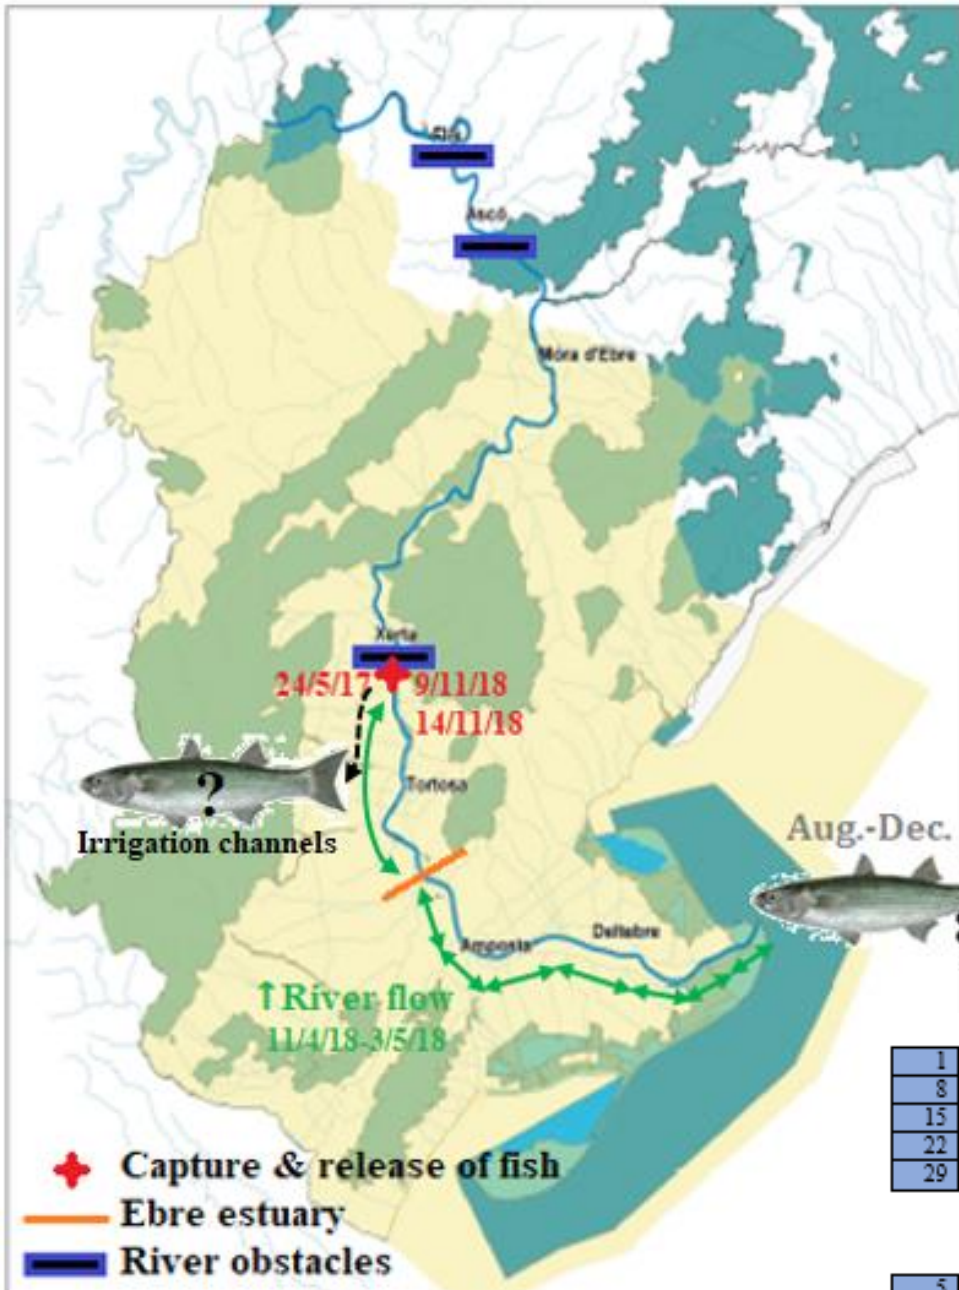 Flix
Ascó
Móra d'Ebre
Xerta
24/5/17
9/11/18
14/11/18
Tortosa
?
Irrigation channels
Aug.-Dec.
Amposta
Deltebre
↑River flow
11/4/18-3/5/18
1
8
15
22
29
Capture & release of fish
Ebre estuary
River obstacles
5